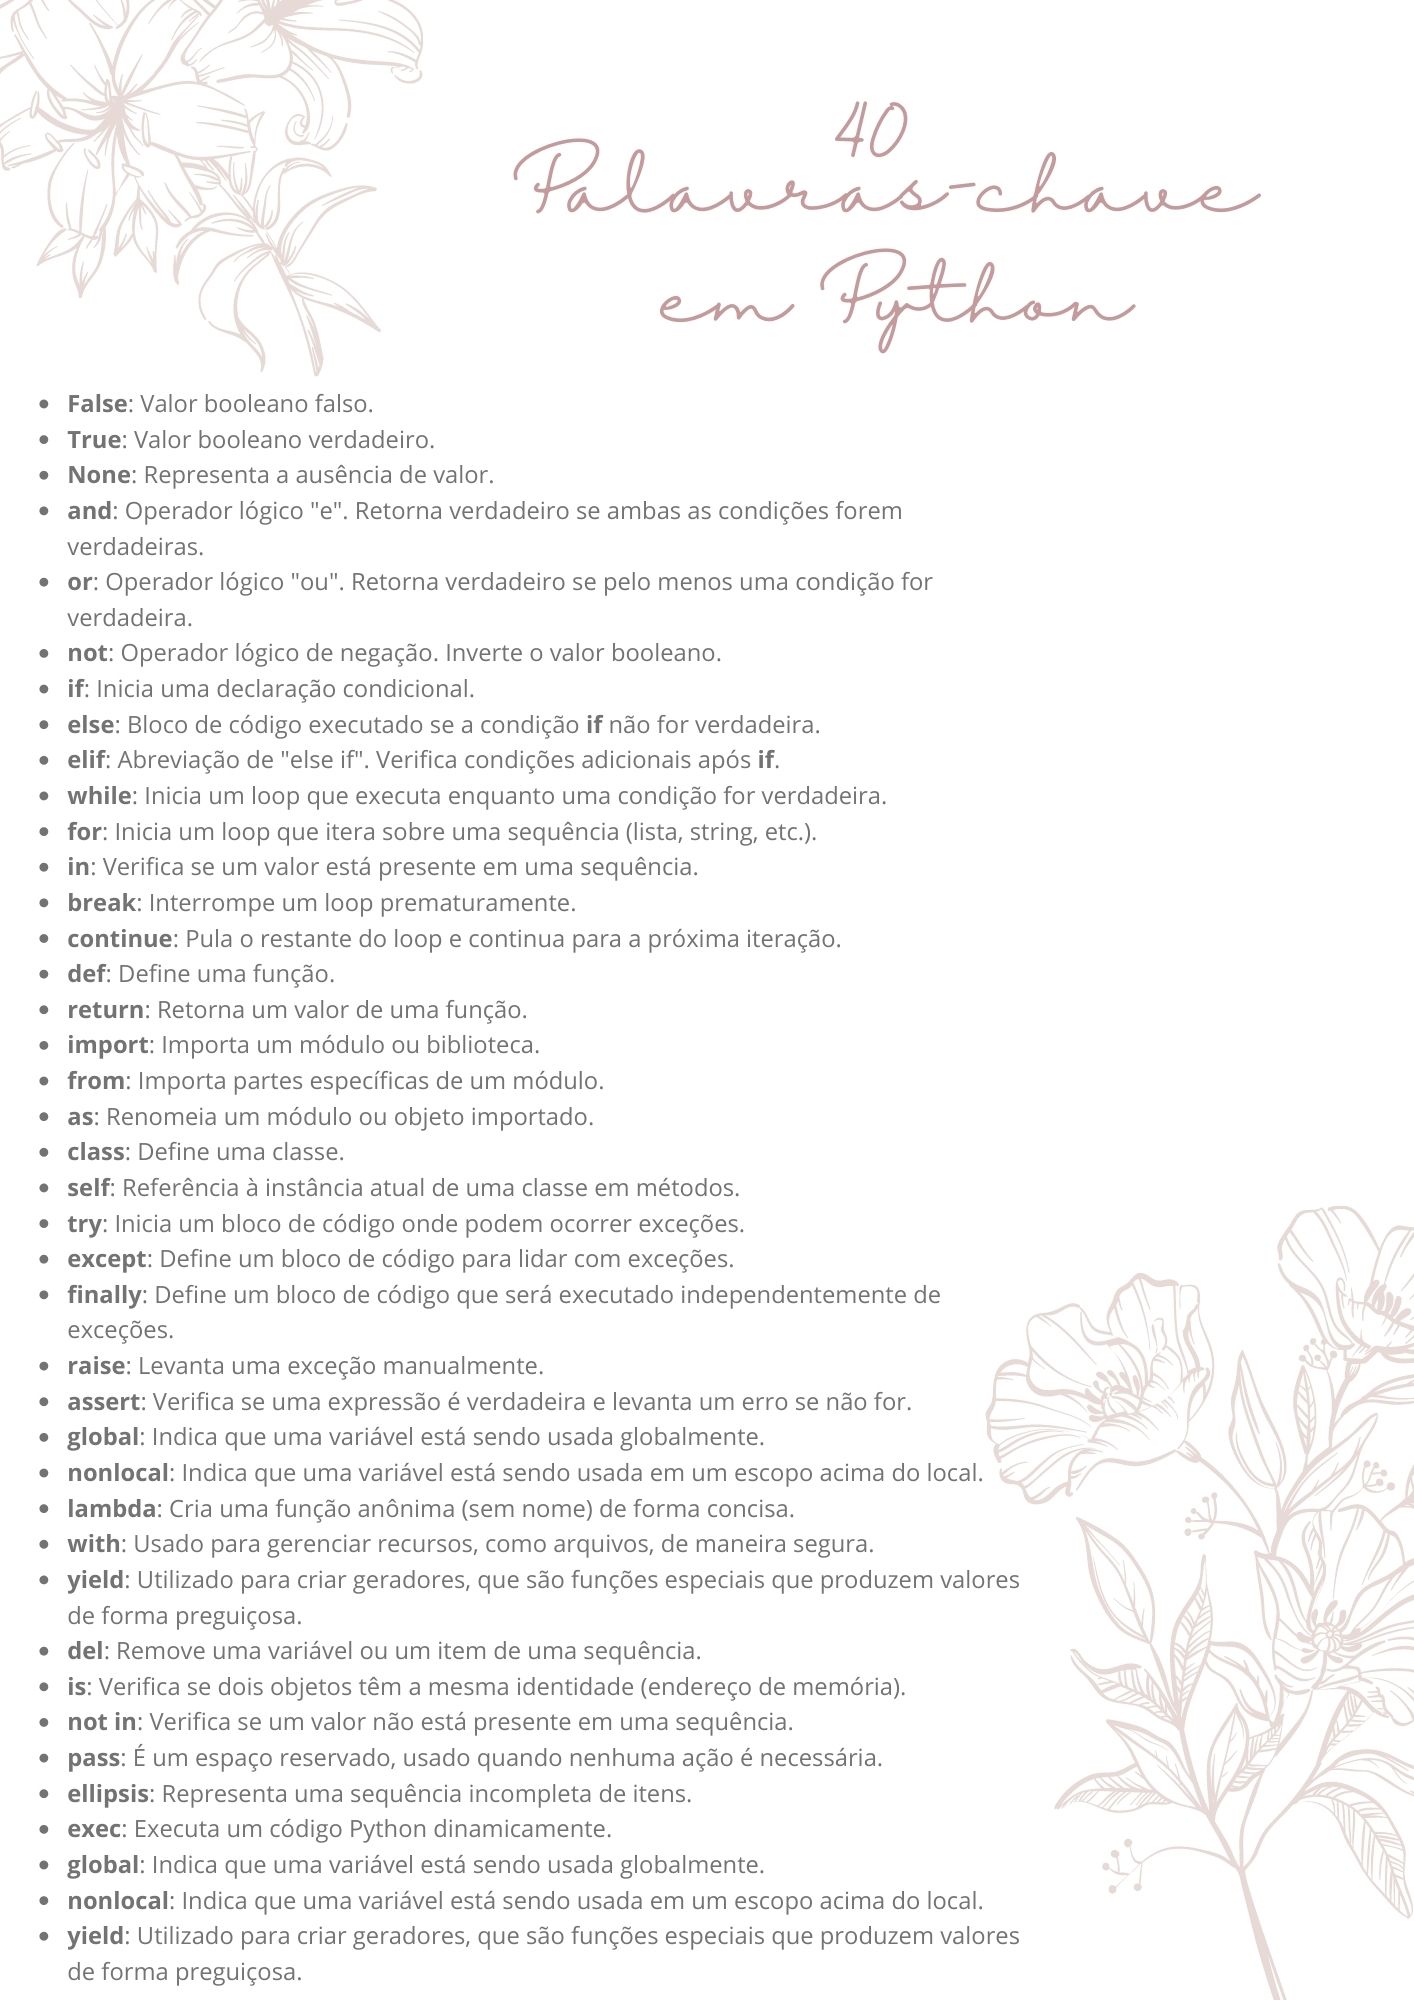 40
Palavras-chave
em Python
• False: Valor booleano falso.
• True: Valor booleano verdadeiro.
• None: Representa a ausência de valor.
• and: Operador lógico "e". Retorna verdadeiro se ambas as condições forem
verdadeiras.
• or: Operador lógico "ou". Retorna verdadeiro se pelo menos uma condição for
verdadeira.
• not: Operador lógico de negação. Inverte o valor booleano.
• if: Inicia uma declaração condicional.
• else: Bloco de código executado se a condição if não for verdadeira.
• elif: Abreviação de "else if". Verifica condições adicionais após if.
• while: Inicia um loop que executa enquanto uma condição for verdadeira.
• for: Inicia um loop que itera sobre uma sequência (lista, string, etc.).
• in: Verifica se um valor está presente em uma sequência.
• break: Interrompe um loop prematuramente.
• continue: Pula o restante do loop e continua para a próxima iteração.
• def: Define uma função.
• return: Retorna um valor de uma função.
• import: Importa um módulo ou biblioteca.
• from: Importa partes específicas de um módulo.
• as: Renomeia um módulo ou objeto importado.
• class: Define uma classe.
• self: Referência à instância atual de uma classe em métodos.
• try: Inicia um bloco de código onde podem ocorrer exceções.
• except: Define um bloco de código para lidar com exceções.
• finally: Define um bloco de código que será executado independentemente de
exceções.
• raise: Levanta uma exceção manualmente.
• assert: Verifica se uma expressão é verdadeira e levanta um erro se não for.
• global: Indica que uma variável está sendo usada globalmente.
• nonlocal: Indica que uma variável está sendo usada em um escopo acima do local.
• lambda: Cria uma função anônima (sem nome) de forma concisa.
• with: Usado para gerenciar recursos, como arquivos, de maneira segura.
• yield: Utilizado para criar geradores, que são funções especiais que produzem valores
de forma preguiçosa.
• del: Remove uma variável ou um item de uma sequência.
• is: Verifica se dois objetos têm a mesma identidade (endereço de memória).
• not in: Verifica se um valor não está presente em uma sequência.
• pass: É um espaço reservado, usado quando nenhuma ação é necessária.
• ellipsis: Representa uma sequência incompleta de itens.
• exec: Executa um código Python dinamicamente.
• global: Indica que uma variável está sendo usada globalmente.
• nonlocal: Indica que uma variável está sendo usada em um escopo acima do local.
• yield: Utilizado para criar geradores, que são funções especiais que produzem valores
de forma preguiçosa.